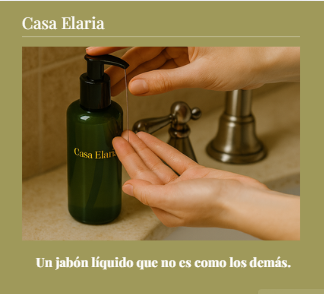 Casa Elaria
Casa Elaria
Un jabón líquido que no es como los demás.